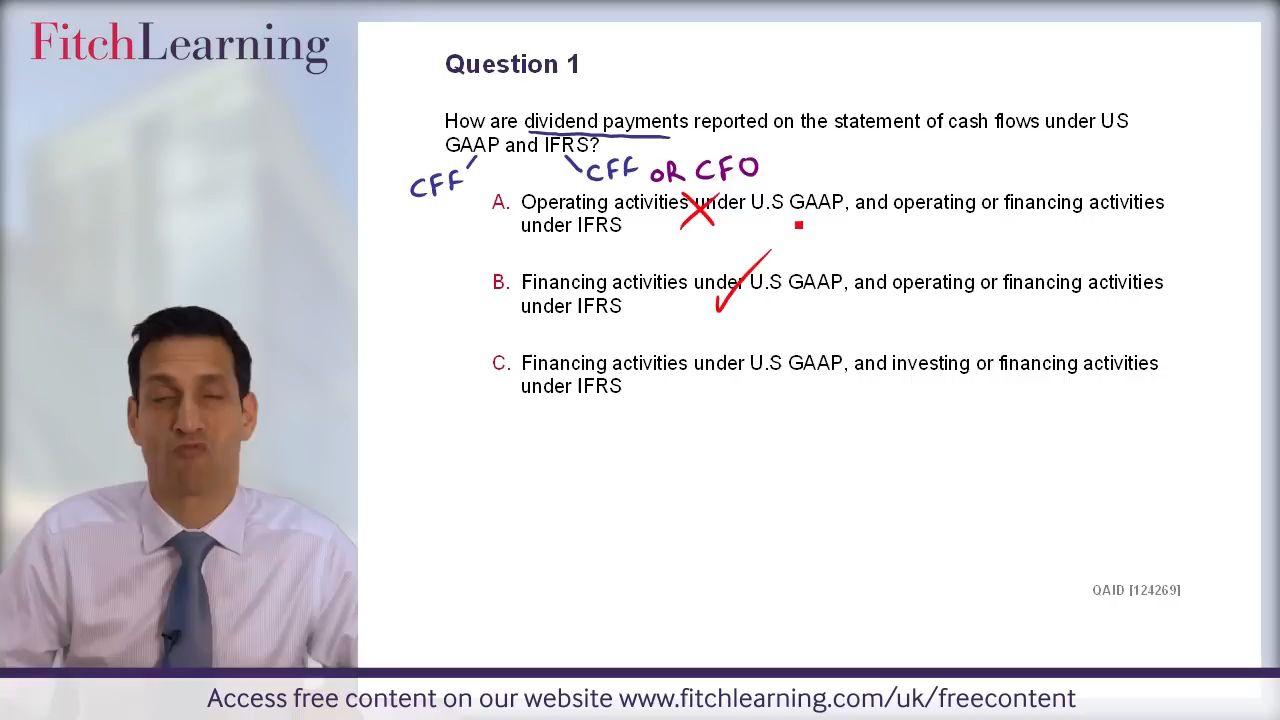 FitchLearning
Question 1
How are dividend payments reported on the statement of cash flows under US
GAAP and IFRS?
CFF
CFF OR CFO
A. Operating activities under U.S GAAP, and operating or financing activities
under IFRS
B. Financing activities under U.S GAAP, and operating or financing activities
under IFRS
C. Financing activities under U.S GAAP, and investing or financing activities
under IFRS
QAID [124269]
Access free content on our website www.fitchlearning.com/uk/freecontent